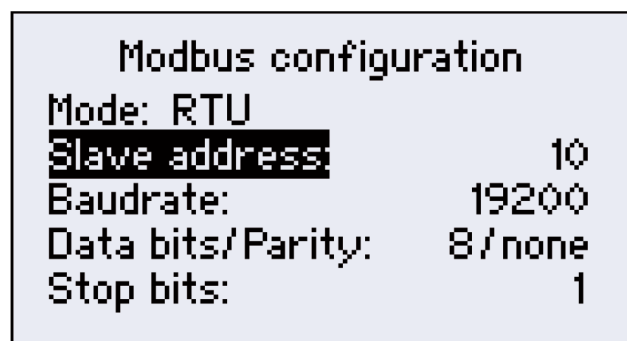 Modbus configuration
Mode: RTU
Slave address: 10
Baudrate: 19200
Data bits/Parity: 8/none
Stop bits: 1